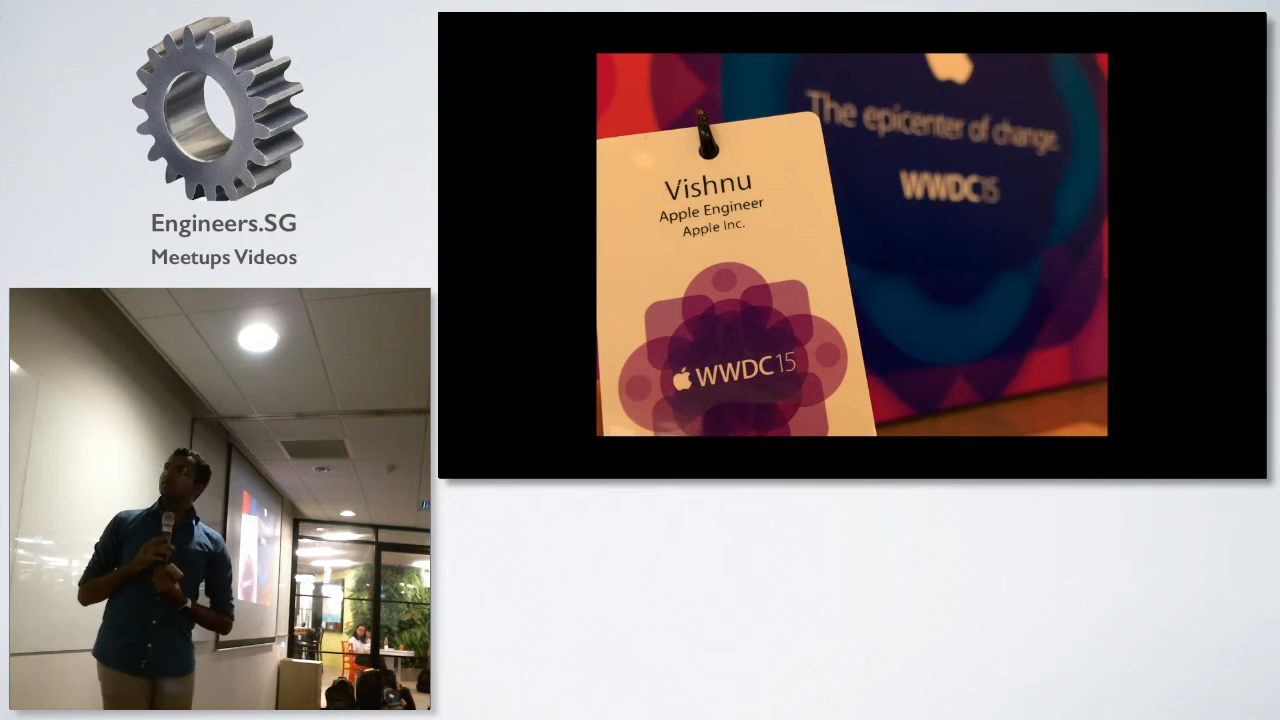 Engineers.SG
Meetups Videos
The epicenter of change.
WWDC15
Vishnu
Apple Engineer
Apple Inc.
WWDC15